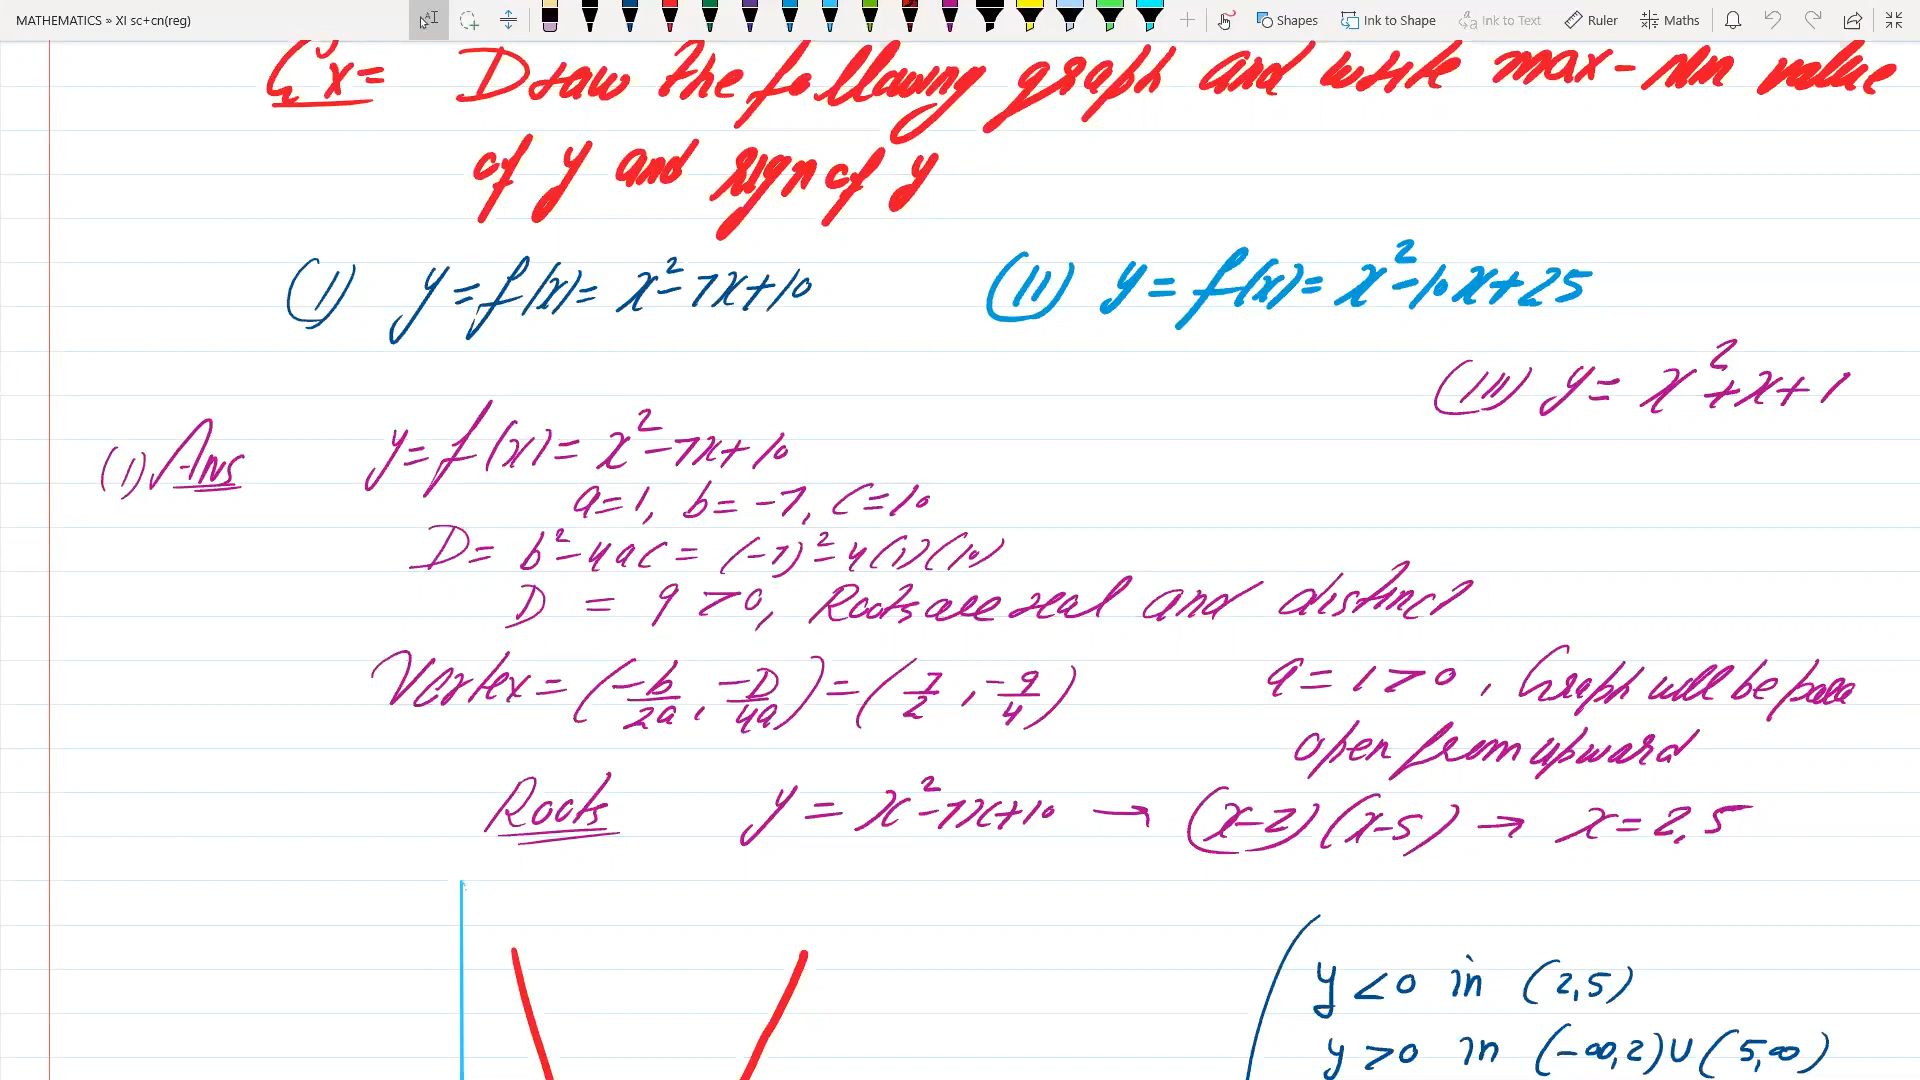 MATHEMATICS » XI sc+cn(reg)
Shapes Ink to Shape Ink to Text Ruler Maths
Ex= Draw the following graph and write max-Min value
of y and sign of y
(I) y=f(x)= x²-7x+10 (II) y=f(x)= x²-10x+25
(III) y= x²+x+1
(1) Ans y=f(x)= x²-7x+10
a=1, b=-7, c=10
D= b²-4ac = (-7)²-4(1)(10)
D = 9 >0, Roots are real and distinct
Vertex = (-b/2a, -D/4a) = (7/2, -9/4) a=1>0, Graph will be para
open from upward
Roots y = x²-7x+10 → (x-2)(x-5) → x=2,5
y<0 in (2,5)
y>0 in (-∞,2)∪(5,∞)